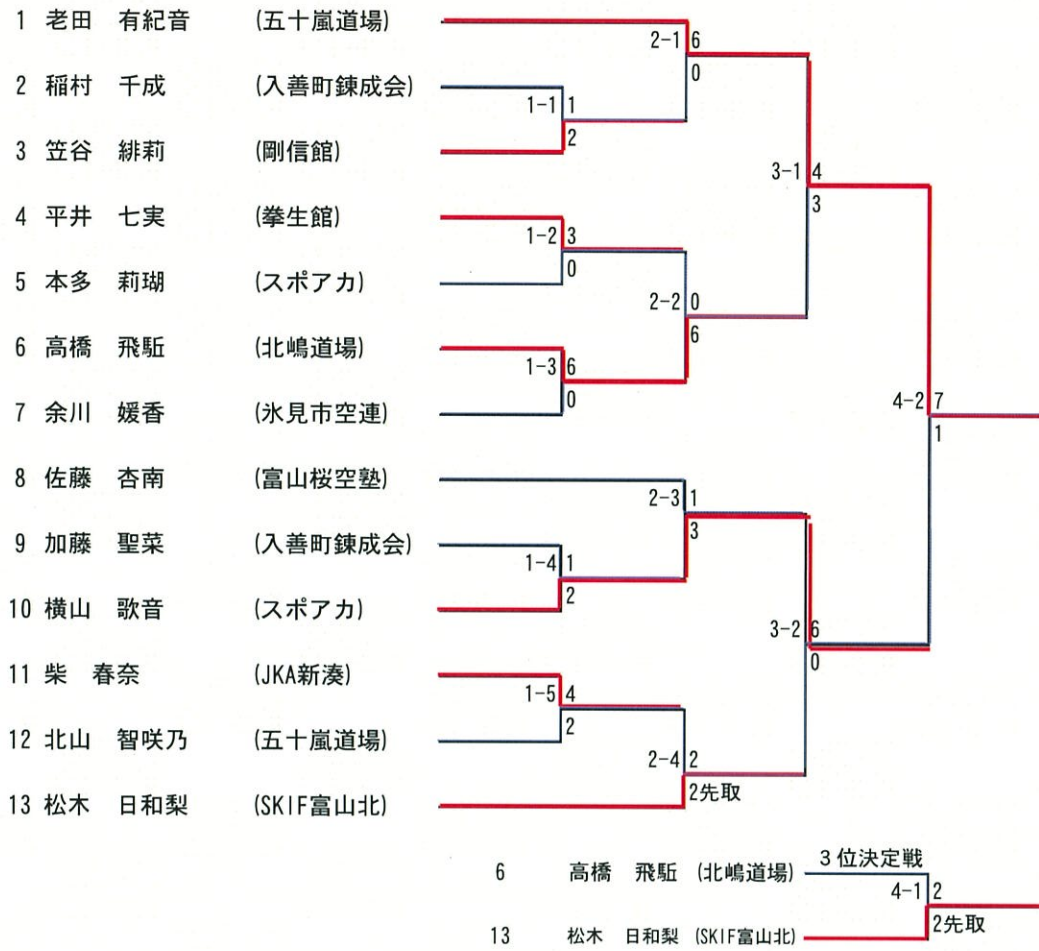 1 老田　有紀音 (五十嵐道場)
2-1 6
0
2 稲村　千成 (入善町錬成会)
1-1 1
2
3 笠谷　緋莉 (剛信館)
3-1 4
3
4 平井　七実 (拳生館)
1-2 3
0
5 本多　莉瑚 (スポアカ)
2-2 0
6
6 高橋　飛駈 (北嶋道場)
1-3 6
0
7 余川　媛香 (氷見市空連)
4-2 7
1
8 佐藤　杏南 (富山桜空塾)
2-3 1
3
9 加藤　聖菜 (入善町錬成会)
1-4 1
2
10 横山　歌音 (スポアカ)
3-2 6
0
11 柴　春奈 (JKA新湊)
1-5 4
2
12 北山　智咲乃 (五十嵐道場)
2-4 2
2先取
13 松木　日和梨 (SKIF富山北)
3位決定戦
6 高橋　飛駈 (北嶋道場)
4-1 2
2先取
13 松木　日和梨 (SKIF富山北)